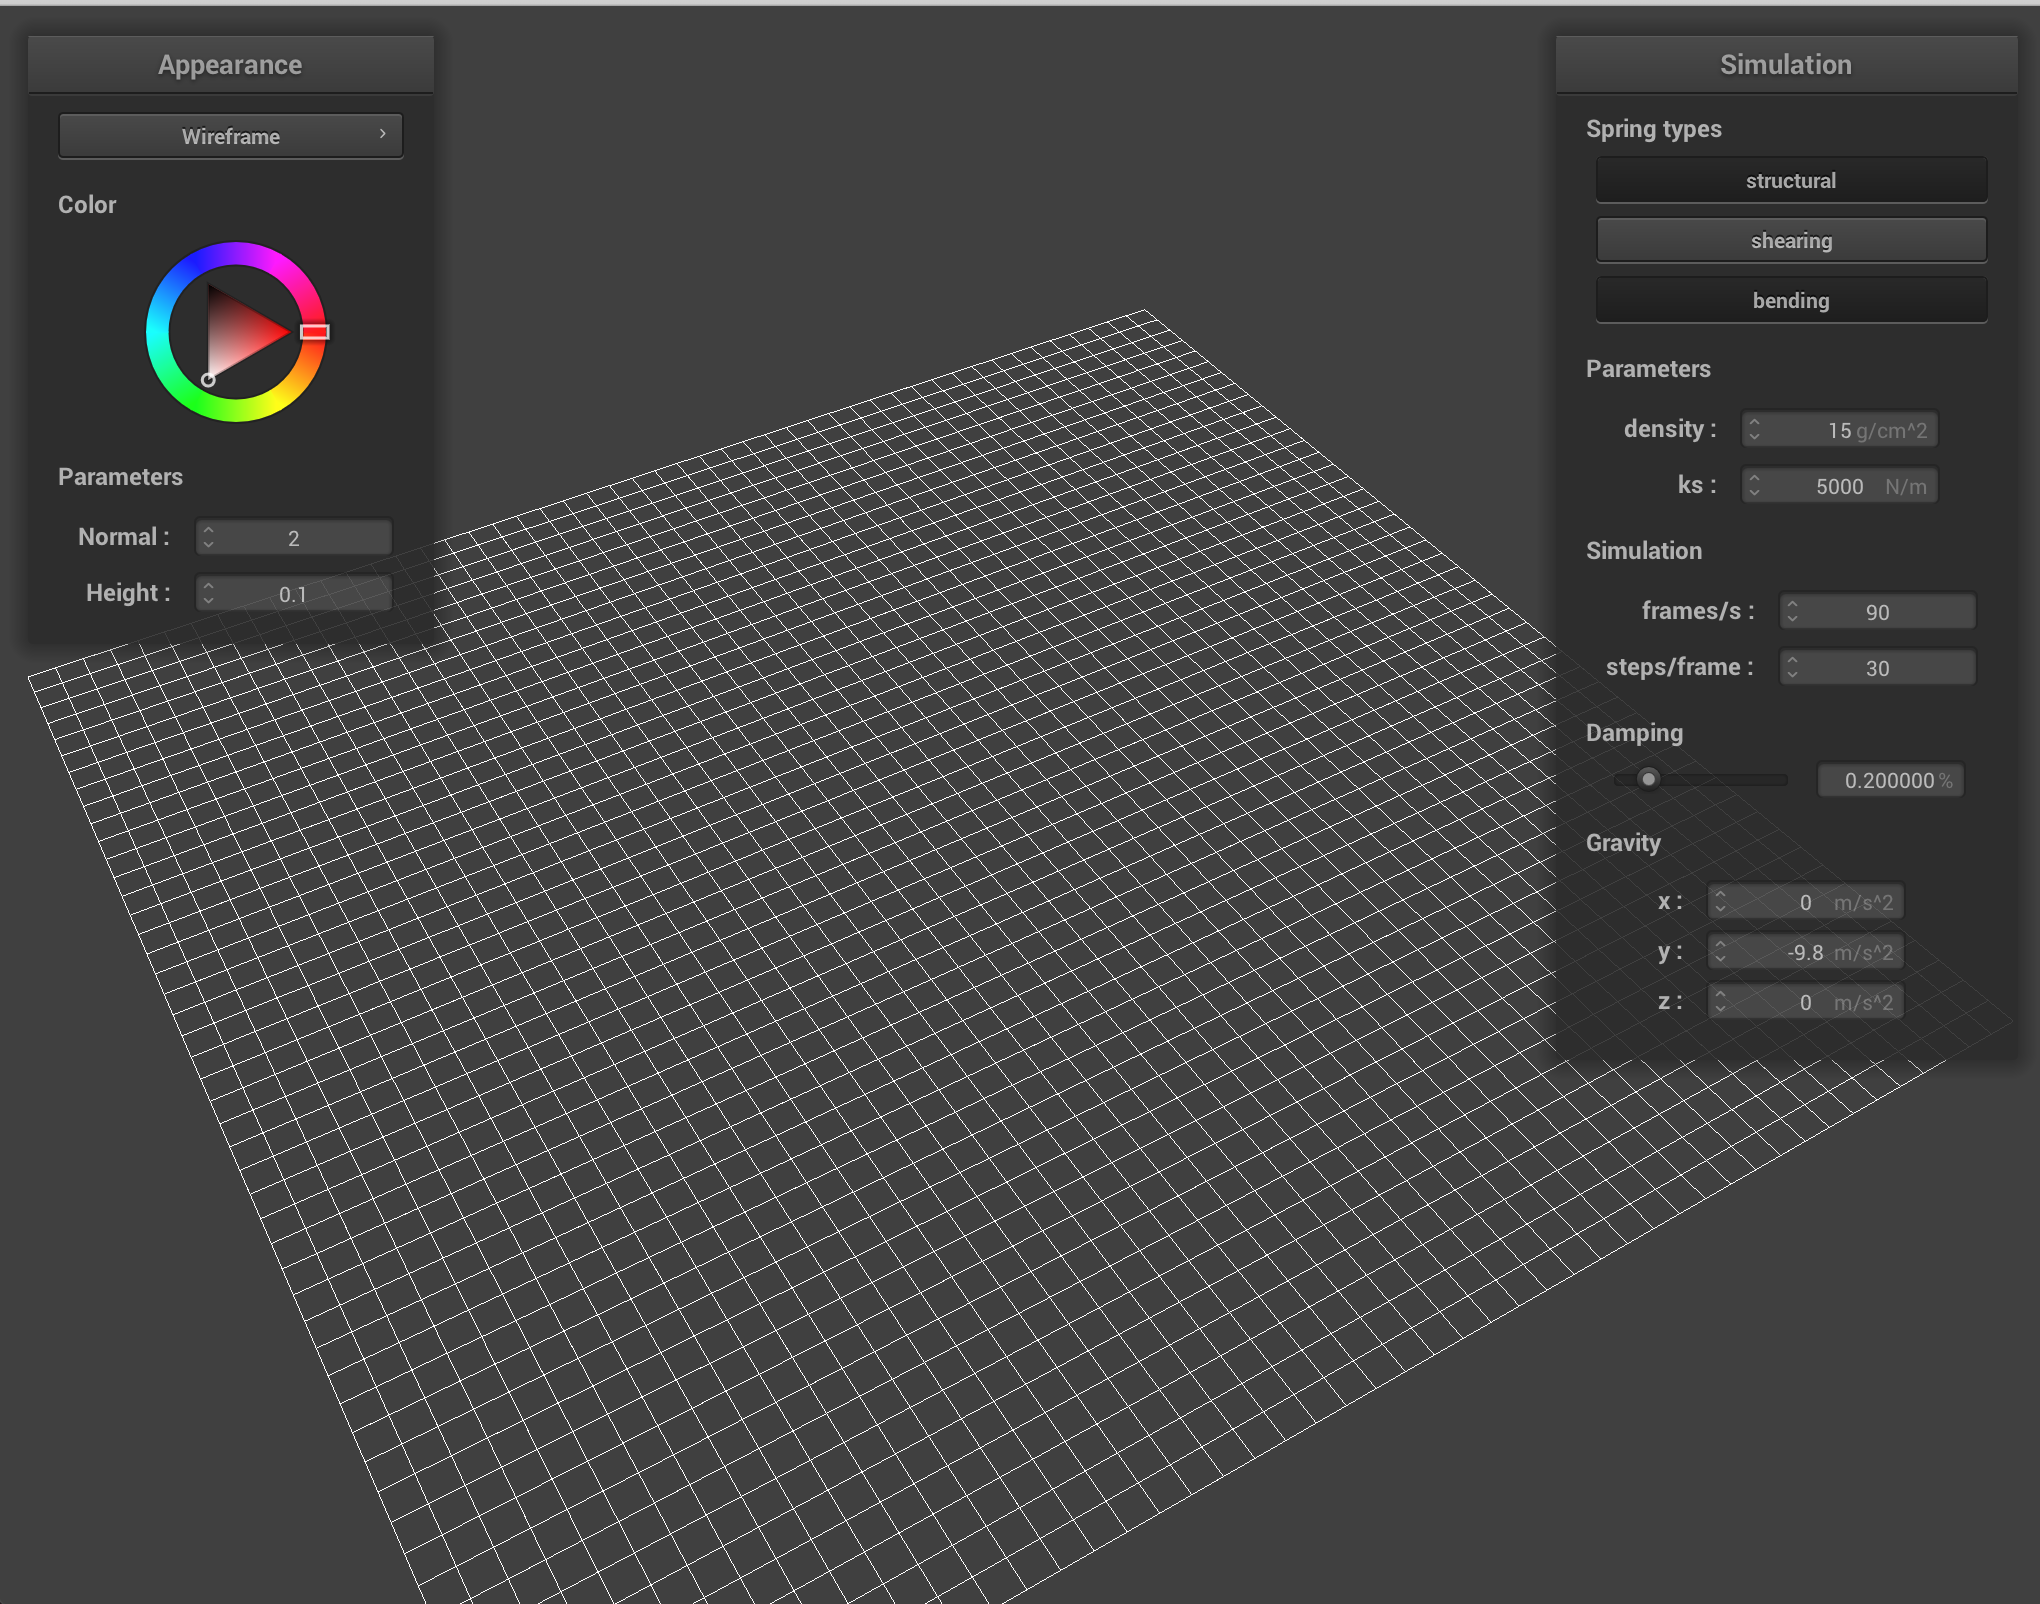 Appearance
Wireframe
Color
Parameters
Normal : 2
Height : 0.1
Simulation
Spring types
structural
shearing
bending
Parameters
density : 15 g/cm^2
ks : 5000 N/m
Simulation
frames/s : 90
steps/frame : 30
Damping
0.200000 %
Gravity
x : 0 m/s^2
y : -9.8 m/s^2
z : 0 m/s^2